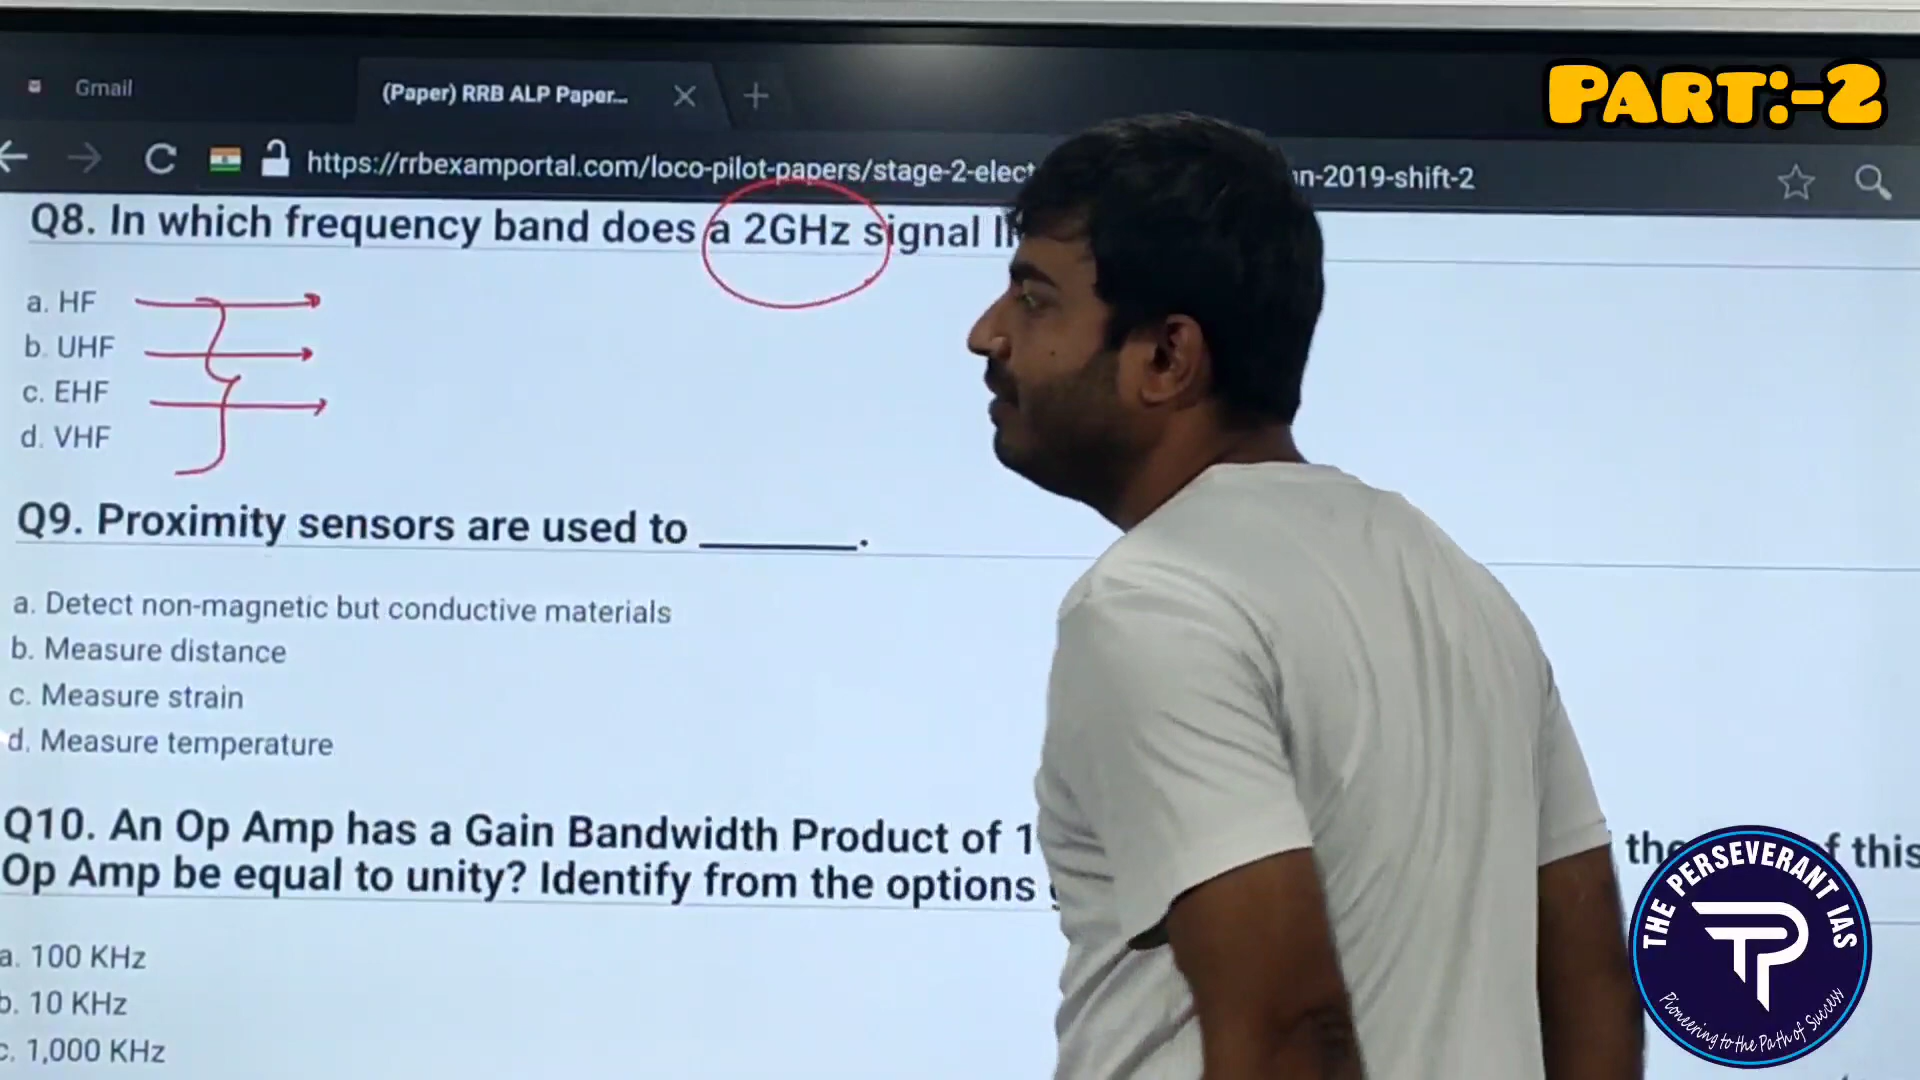 PART:-2
Gmail
(Paper) RRB ALP Paper...
https://rrbexamportal.com/loco-pilot-papers/stage-2-elect n-2019-shift-2
Q8. In which frequency band does a 2GHz signal
a. HF
b. UHF
c. EHF
d. VHF
Q9. Proximity sensors are used to ________.
a. Detect non-magnetic but conductive materials
b. Measure distance
c. Measure strain
d. Measure temperature
Q10. An Op Amp has a Gain Bandwidth Product of 1 this
Op Amp be equal to unity? Identify from the options
a. 100 KHz
b. 10 KHz
c. 1,000 KHz
THE PERSEVERANT IAS
TP
Pioneering to the Path of Success